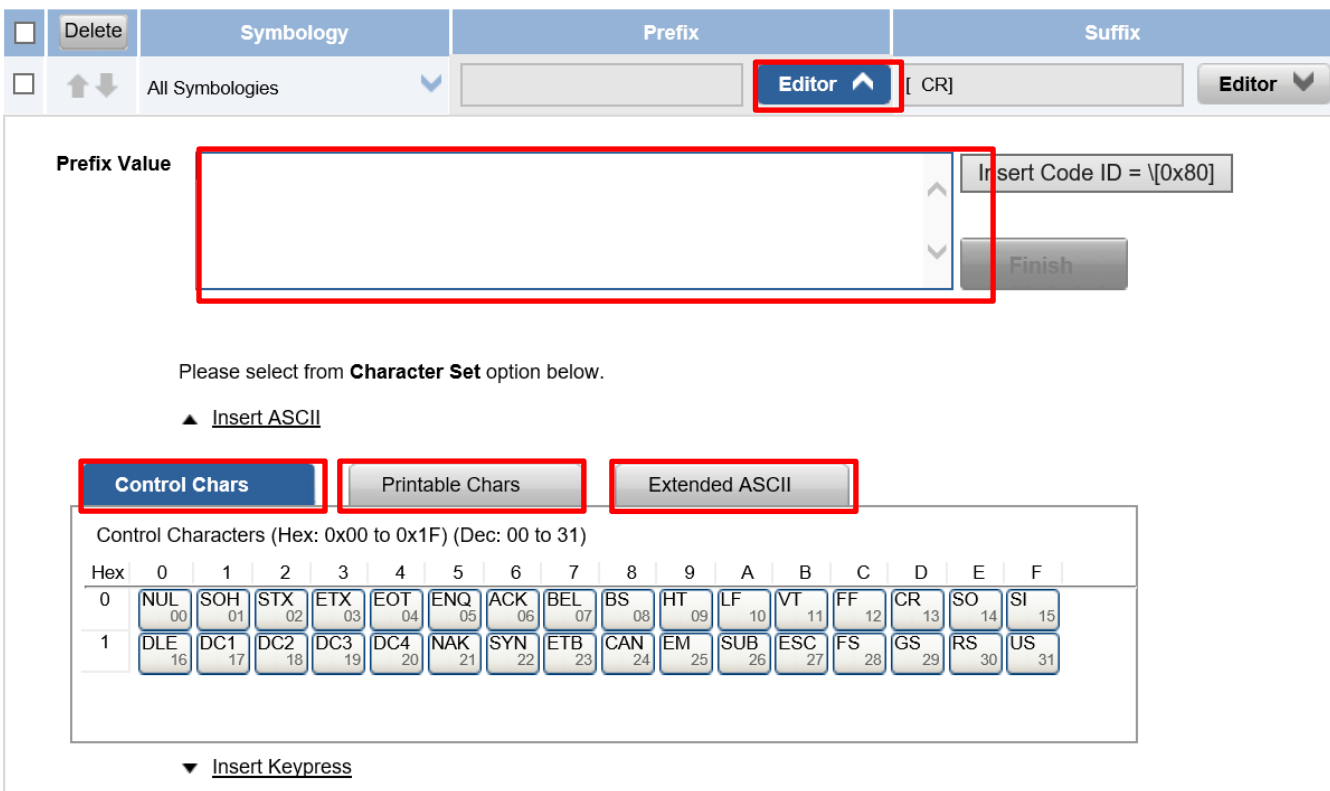 Delete Symbology Prefix Suffix
All Symbologies Editor [ CR] Editor
Prefix Value
Insert Code ID = \[0x80]
Finish
Please select from Character Set option below.
Insert ASCII
Control Chars Printable Chars Extended ASCII
Control Characters (Hex: 0x00 to 0x1F) (Dec: 00 to 31)
Hex 0 1 2 3 4 5 6 7 8 9 A B C D E F
0 NUL 00 SOH 01 STX 02 ETX 03 EOT 04 ENQ 05 ACK 06 BEL 07 BS 08 HT 09 LF 10 VT 11 FF 12 CR 13 SO 14 SI 15
1 DLE 16 DC1 17 DC2 18 DC3 19 DC4 20 NAK 21 SYN 22 ETB 23 CAN 24 EM 25 SUB 26 ESC 27 FS 28 GS 29 RS 30 US 31
Insert Keypress